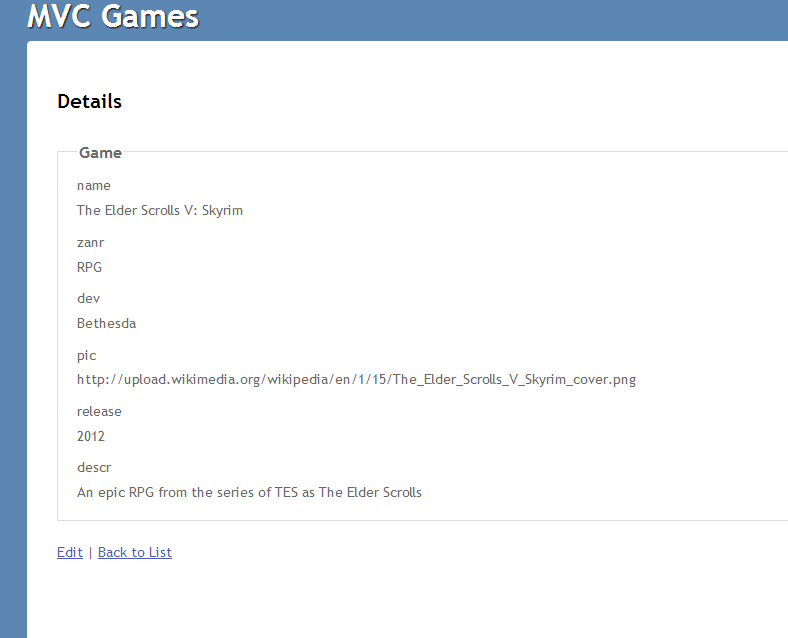 MVC Games
Details
Game
name
The Elder Scrolls V: Skyrim
zanr
RPG
dev
Bethesda
pic
http://upload.wikimedia.org/wikipedia/en/1/15/The_Elder_Scrolls_V_Skyrim_cover.png
release
2012
descr
An epic RPG from the series of TES as The Elder Scrolls
Edit | Back to List